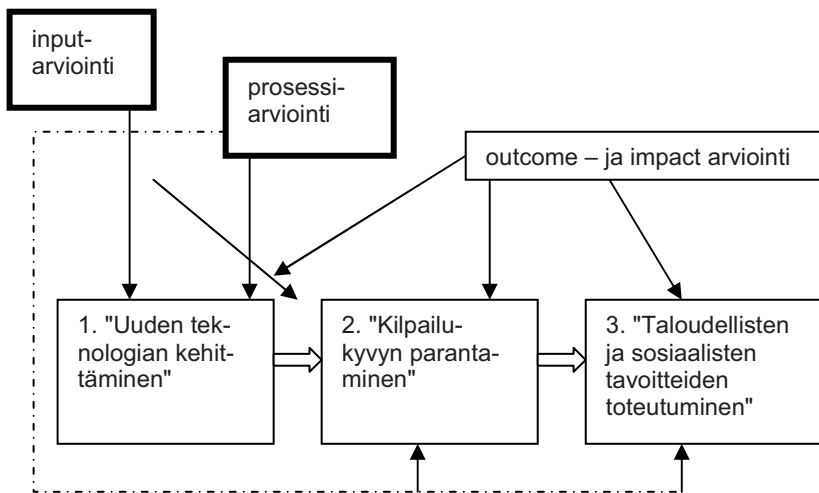 input-
arviointi
prosessi-
arviointi
outcome – ja impact arviointi
1. "Uuden tek-
nologian kehit-
täminen"
2. "Kilpailu-
kyvyn paranta-
minen"
3. "Taloudellisten
ja sosiaalisten
tavoitteiden
toteutuminen"